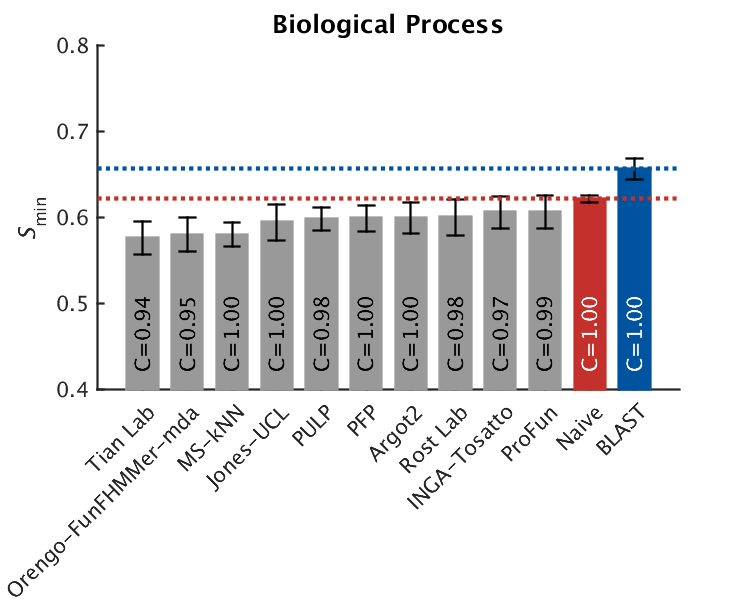 Biological Process
0.8
0.7
0.6
0.5
0.4
Smin
C=0.94
C=0.95
C=1.00
C=1.00
C=0.98
C=1.00
C=1.00
C=0.98
C=0.97
C=0.99
C=1.00
C=1.00
Tian Lab
Orengo-FunFHMMer-mda
MS-kNN
Jones-UCL
PULP
PFP
Argot2
Rost Lab
INGA-Tosatto
ProFun
Naive
BLAST